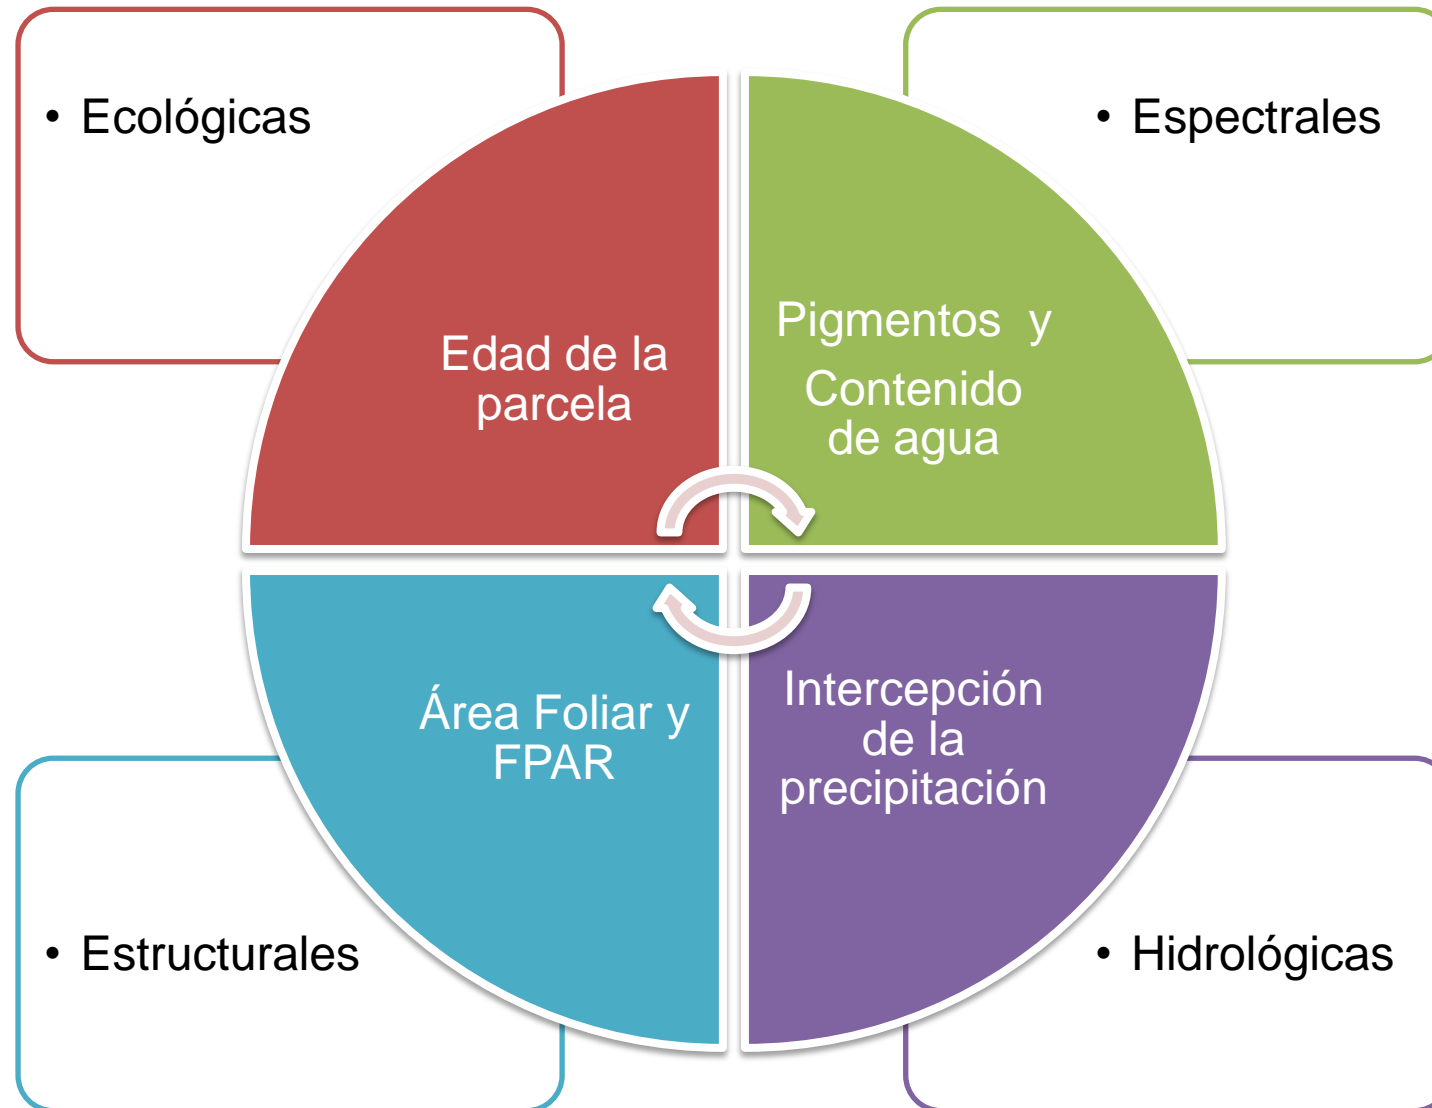 • Ecológicas
• Espectrales
Edad de la
parcela
Pigmentos y
Contenido
de agua
Área Foliar y
FPAR
Intercepción
de la
precipitación
• Estructurales
• Hidrológicas